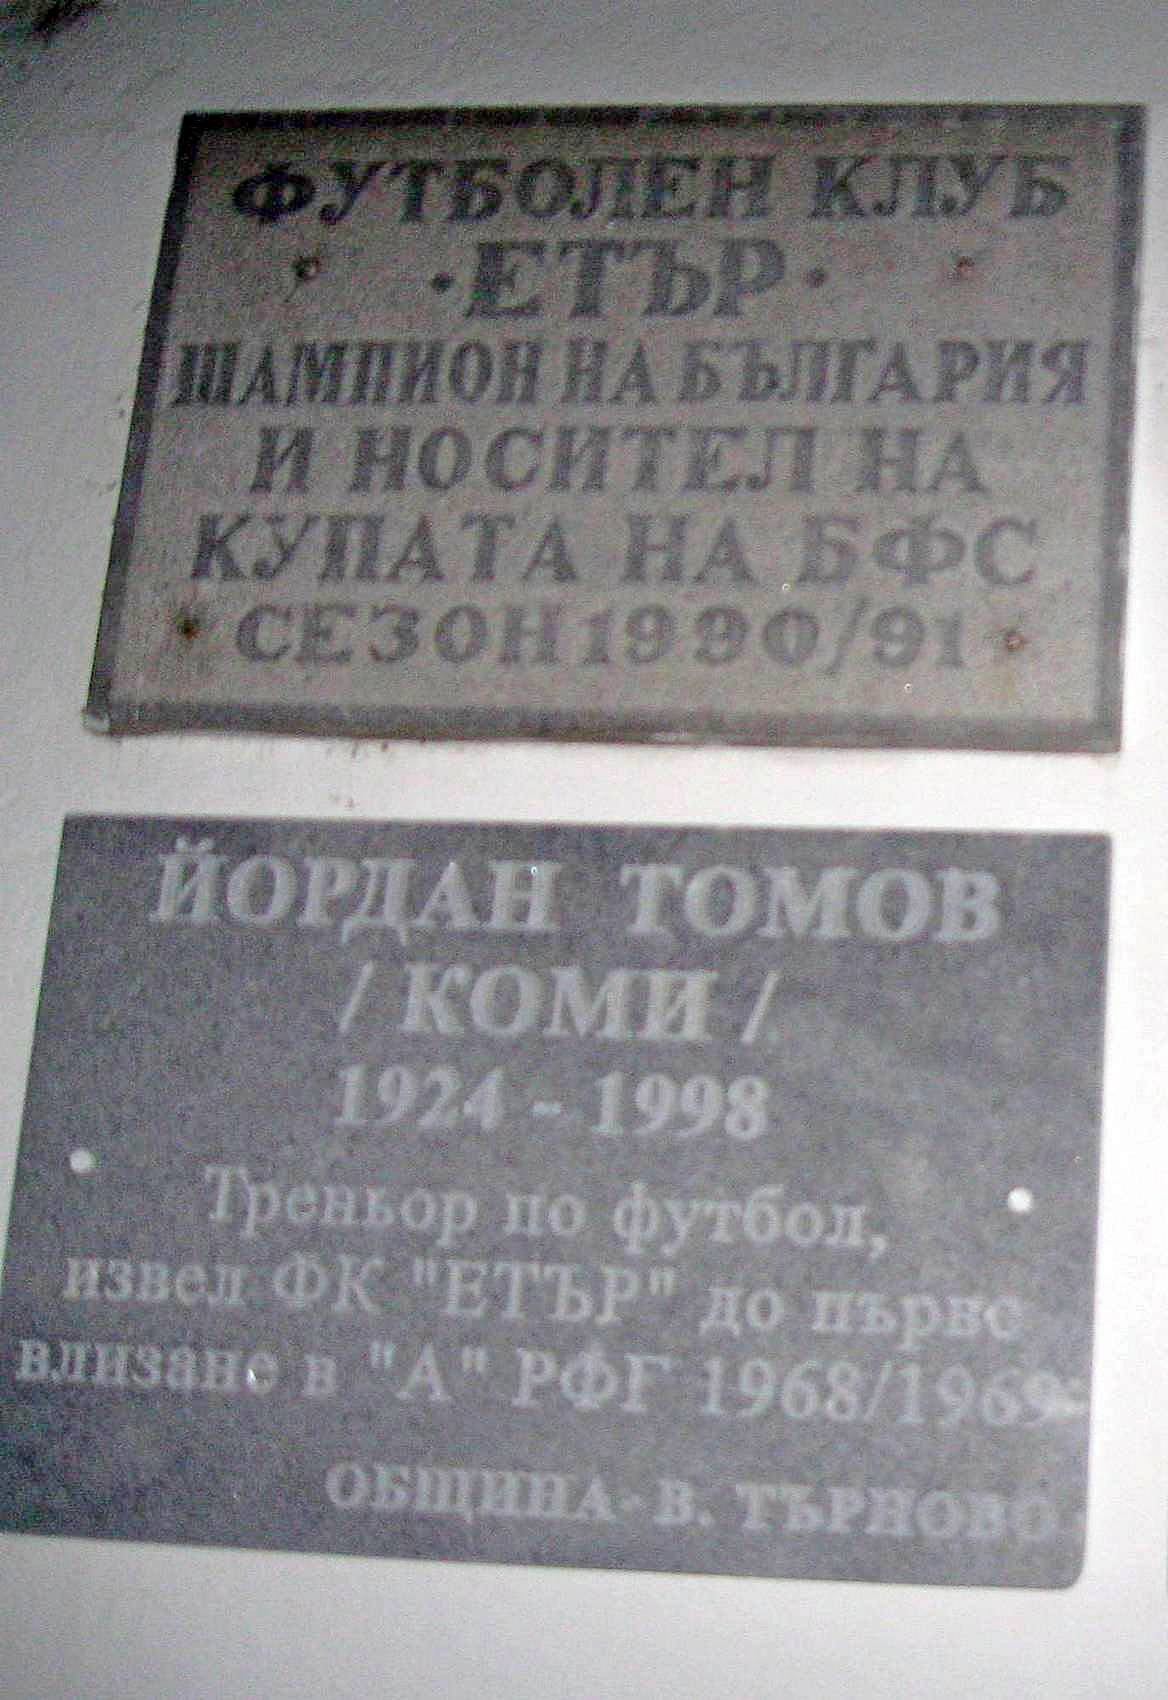 ФУТБОЛЕН КЛУБ
·ЕТЪР·
ШАМПИОН НА БЪЛГАРИЯ
И НОСИТЕЛ НА
КУПАТА НА БФС
СЕЗОН 1990/91
ЙОРДАН ТОМОВ
/ КОМИ /
1924 - 1998
Треньор по футбол,
извел ФК "ЕТЪР" до първо
влизане в "А" РФГ 1968/1969
ОБЩИНА - В. ТЪРНОВО